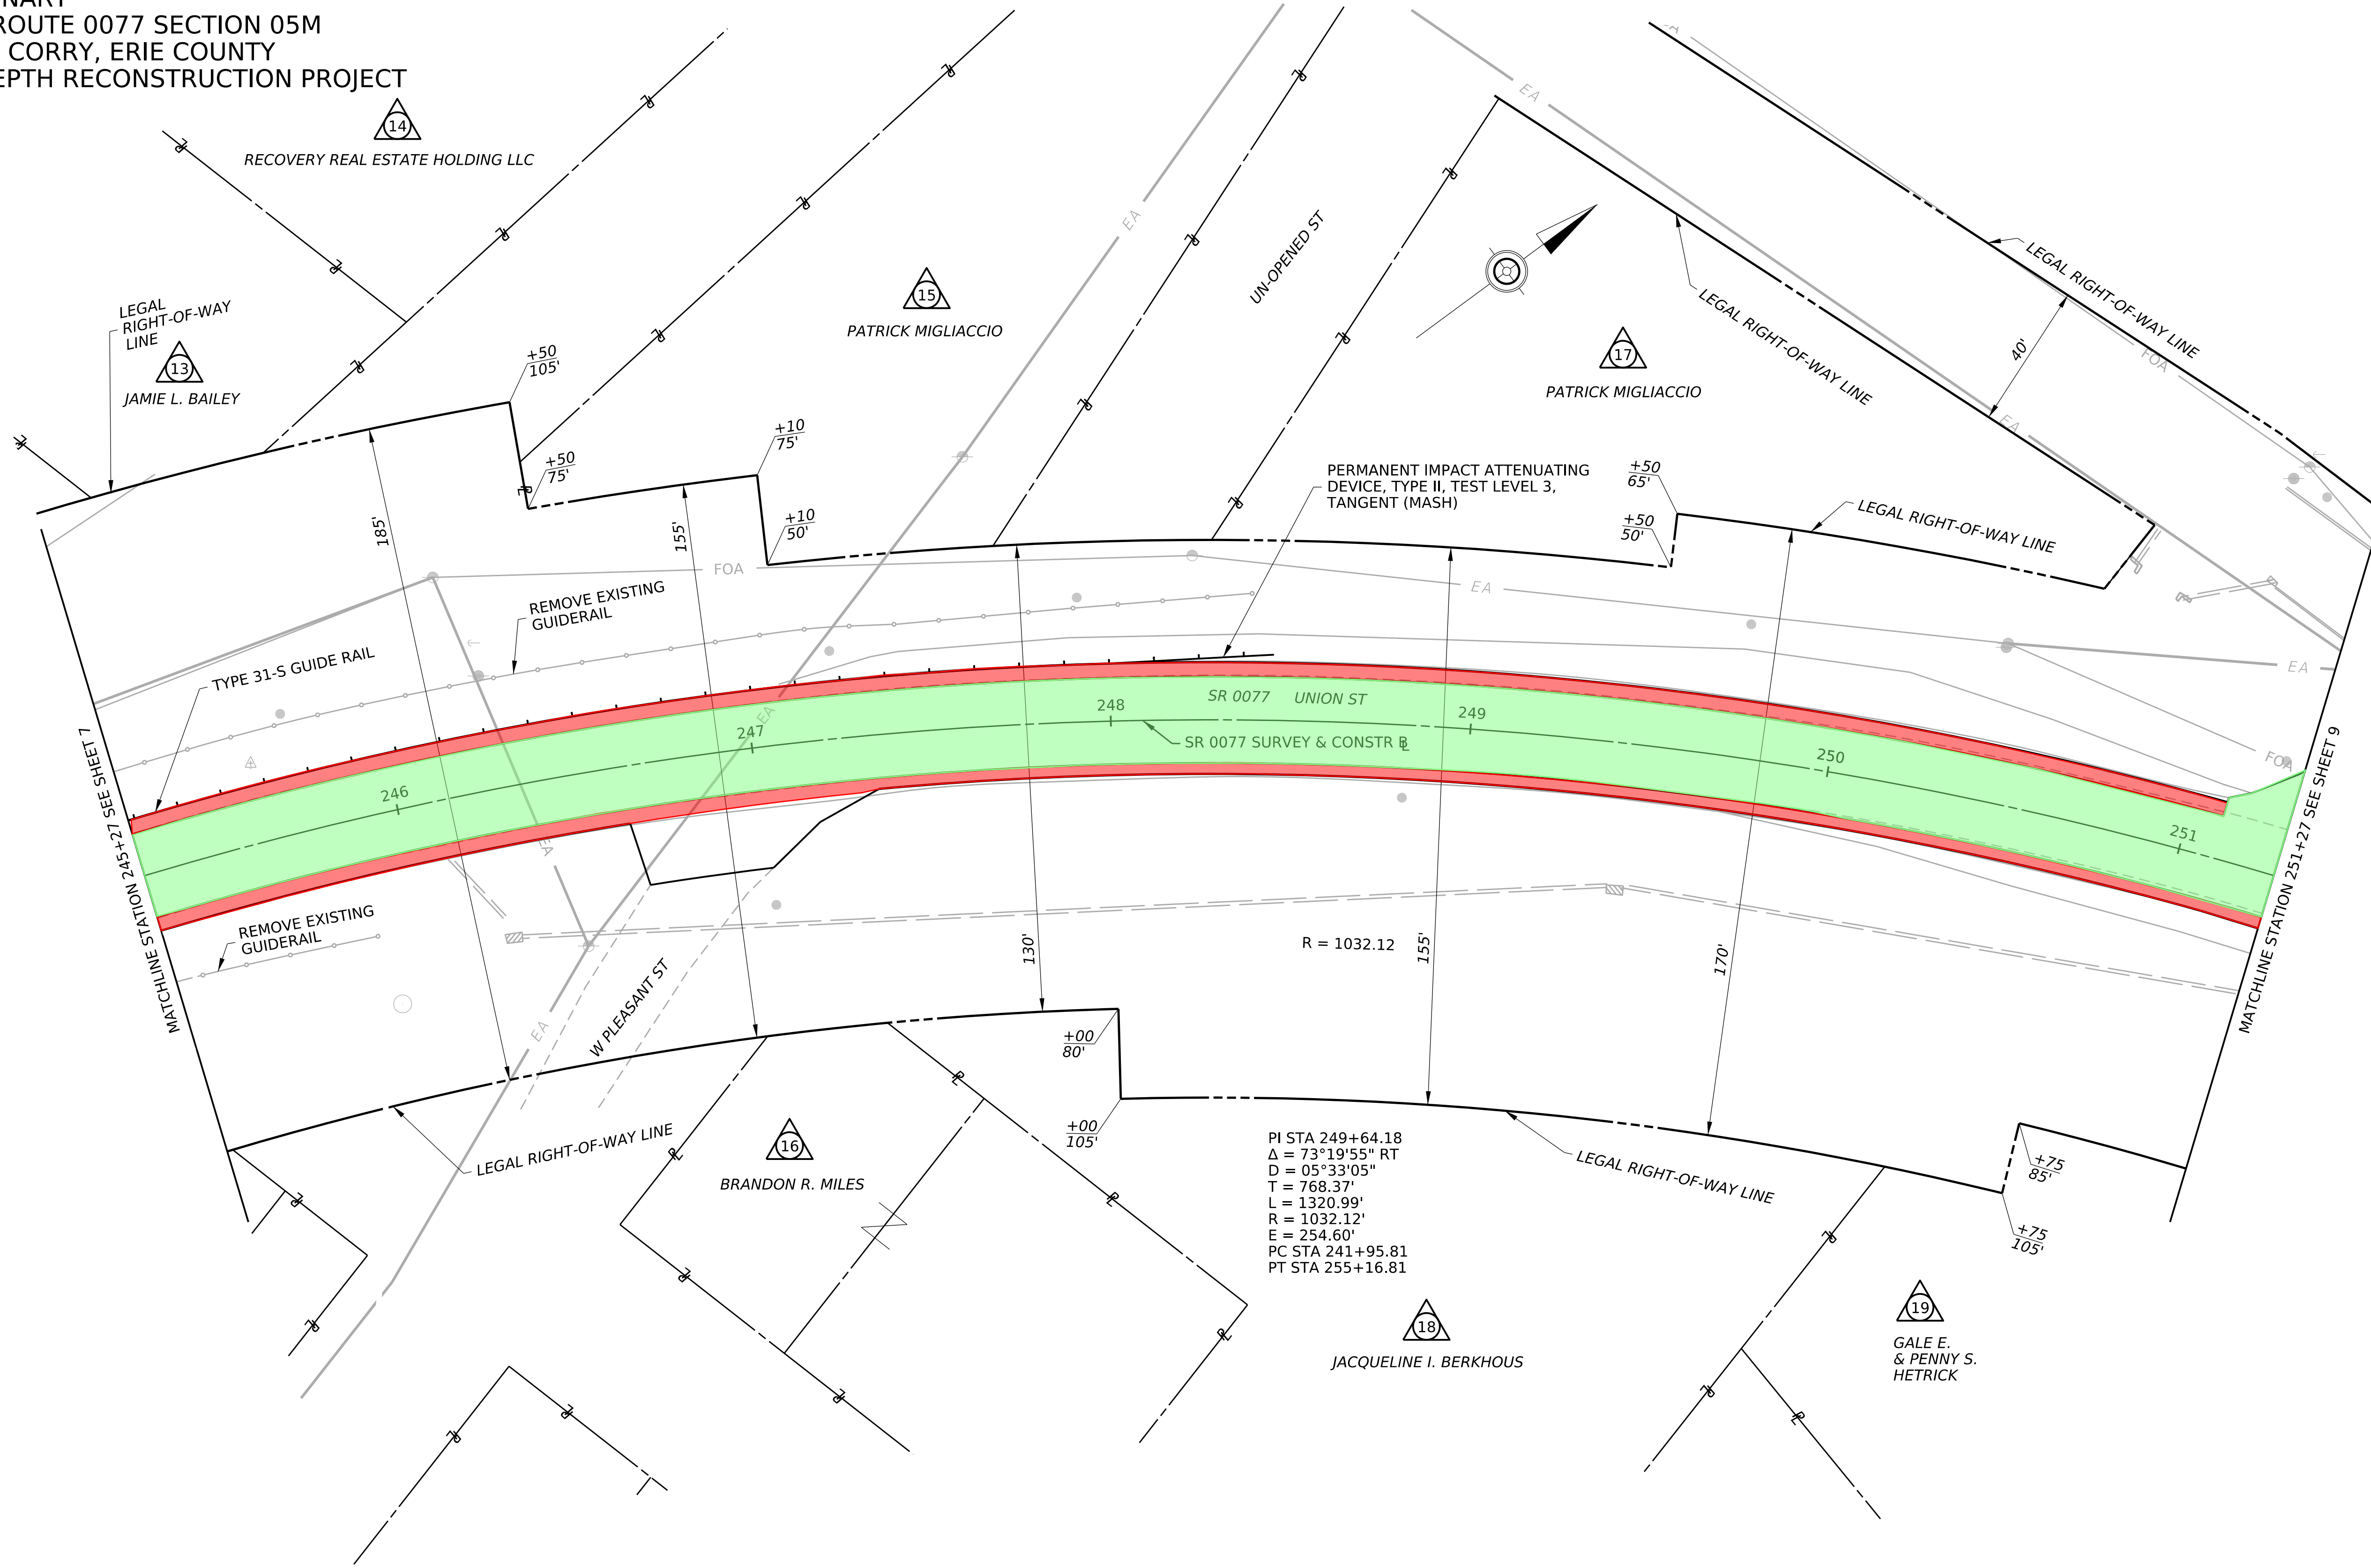 NARY
ROUTE 0077 SECTION 05M
CORRY, ERIE COUNTY
EPTH RECONSTRUCTION PROJECT
14
RECOVERY REAL ESTATE HOLDING LLC
LEGAL
RIGHT-OF-WAY
LINE
13
JAMIE L. BAILEY
+50
105'
+50
75'
15
PATRICK MIGLIACCIO
+10
75'
+10
50'
EA
UN-OPENED ST
EA
17
PATRICK MIGLIACCIO
LEGAL RIGHT-OF-WAY LINE
LEGAL RIGHT-OF-WAY LINE
40'
FOA
EA
PERMANENT IMPACT ATTENUATING
DEVICE, TYPE II, TEST LEVEL 3,
TANGENT (MASH)
+50
65'
+50
50'
LEGAL RIGHT-OF-WAY LINE
185'
155'
FOA
EA
EA
FOA
REMOVE EXISTING
GUIDERAIL
TYPE 31-S GUIDE RAIL
MATCHLINE STATION 245+27 SEE SHEET 7
246
247
248
249
250
251
SR 0077 UNION ST
SR 0077 SURVEY & CONSTR BL
EA
EA
MATCHLINE STATION 251+27 SEE SHEET 9
REMOVE EXISTING
GUIDERAIL
EA
W PLEASANT ST
130'
R = 1032.12
155'
170'
+00
80'
+00
105'
LEGAL RIGHT-OF-WAY LINE
16
BRANDON R. MILES
PI STA 249+64.18
Δ = 73°19'55" RT
D = 05°33'05"
T = 768.37'
L = 1320.99'
R = 1032.12'
E = 254.60'
PC STA 241+95.81
PT STA 255+16.81
LEGAL RIGHT-OF-WAY LINE
+75
85'
+75
105'
18
JACQUELINE I. BERKHOUS
19
GALE E.
& PENNY S.
HETRICK